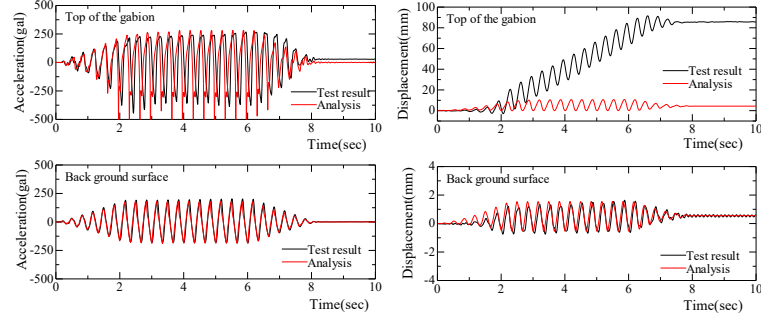 Top of the gabion
Acceleration(gal)
500
250
0
-250
-500
Test result
Analysis
0 2 4 6 8 10
Time(sec)
Top of the gabion
Displacement(mm)
100
80
60
40
20
0
Test result
Analysis
0 2 4 6 8 10
Time(sec)
Back ground surface
Acceleration(gal)
500
250
0
-250
-500
Test result
Analysis
0 2 4 6 8 10
Time(sec)
Back ground surface
Displacement(mm)
4
2
0
-2
-4
Test result
Analysis
0 2 4 6 8 10
Time(sec)